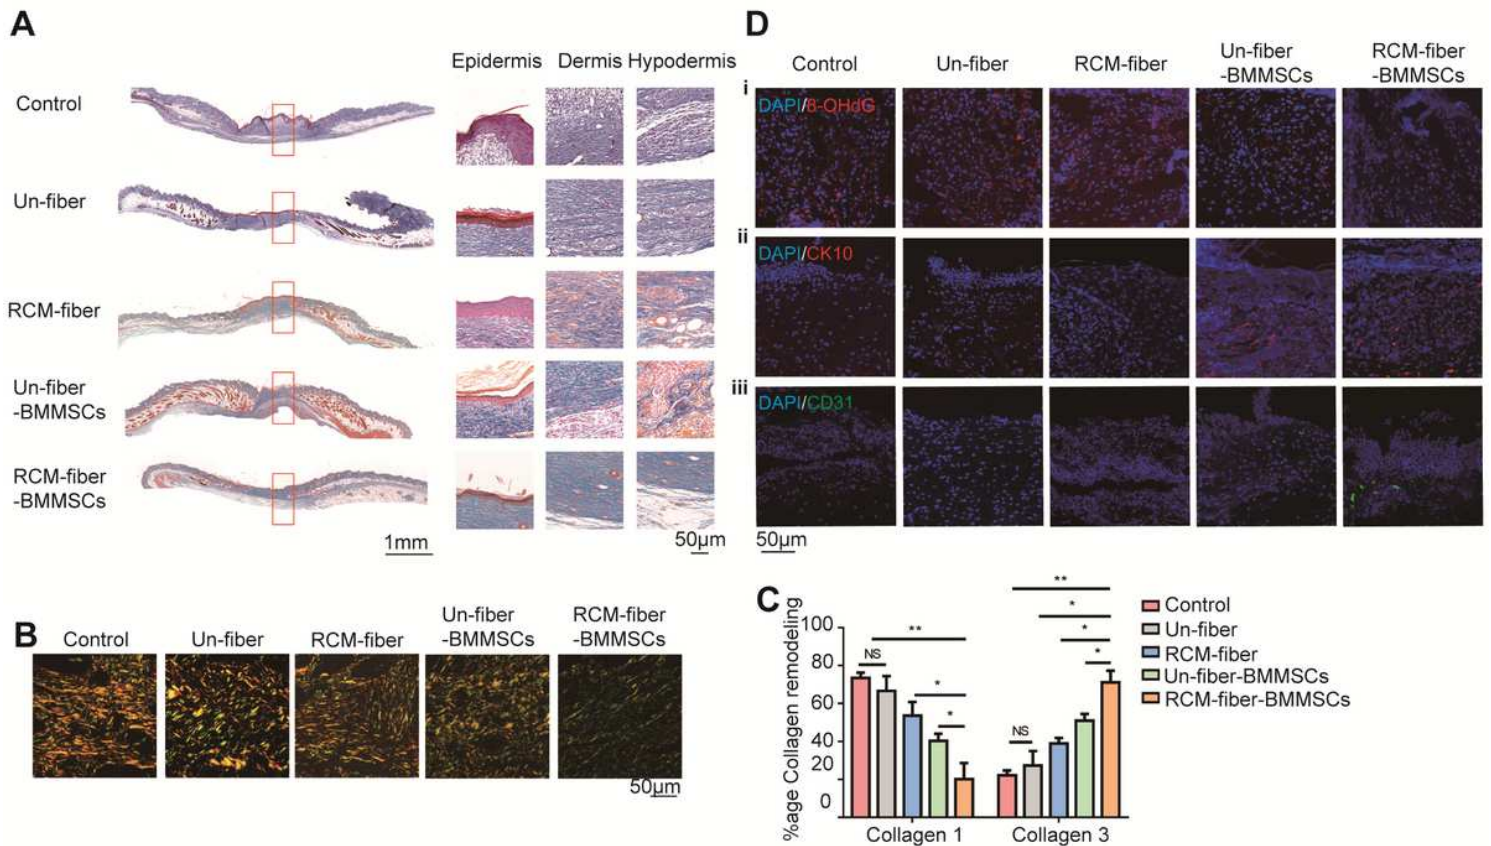 A
Epidermis Dermis Hypodermis
Control
Un-fiber
RCM-fiber
Un-fiber
-BMMSCs
RCM-fiber
-BMMSCs
1mm
50µm
B
Control
Un-fiber
RCM-fiber
Un-fiber
-BMMSCs
RCM-fiber
-BMMSCs
50µm
D
Control
Un-fiber
RCM-fiber
Un-fiber
-BMMSCs
RCM-fiber
-BMMSCs
i
DAPI/8-OHdG
ii
DAPI/CK10
iii
DAPI/CD31
50µm
C
%age Collagen remodeling
100
80
60
40
20
0
NS
**
*
*
NS
**
*
*
*
Collagen 1
Collagen 3
Control
Un-fiber
RCM-fiber
Un-fiber-BMMSCs
RCM-fiber-BMMSCs